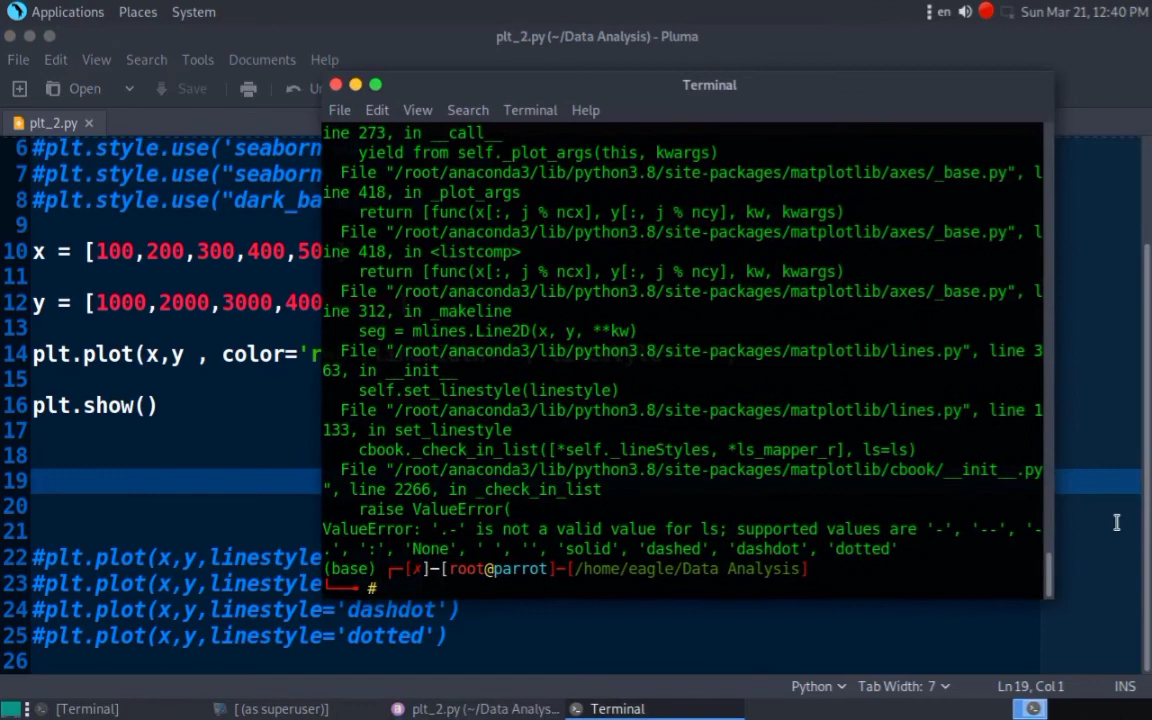 Applications Places System
en Sun Mar 21, 12:40 PM
plt_2.py (~/Data Analysis) - Pluma
File Edit View Search Tools Documents Help
Open Save Un
plt_2.py ×
6 #plt.style.use('seaborn
7 #plt.style.use("seaborn
8 #plt.style.use("dark_ba
9
10 x = [100,200,300,400,50
11
12 y = [1000,2000,3000,400
13
14 plt.plot(x,y , color='r
15
16 plt.show()
17
18
19
20
21
22 #plt.plot(x,y,linestyle
23 #plt.plot(x,y,linestyle
24 #plt.plot(x,y,linestyle='dashdot')
25 #plt.plot(x,y,linestyle='dotted')
26
Terminal
File Edit View Search Terminal Help
ine 273, in __call__
yield from self._plot_args(this, kwargs)
File "/root/anaconda3/lib/python3.8/site-packages/matplotlib/axes/_base.py", l
ine 418, in _plot_args
return [func(x[:, j % ncx], y[:, j % ncy], kw, kwargs)
File "/root/anaconda3/lib/python3.8/site-packages/matplotlib/axes/_base.py", l
ine 418, in <listcomp>
return [func(x[:, j % ncx], y[:, j % ncy], kw, kwargs)
File "/root/anaconda3/lib/python3.8/site-packages/matplotlib/axes/_base.py", l
ine 312, in _makeline
seg = mlines.Line2D(x, y, **kw)
File "/root/anaconda3/lib/python3.8/site-packages/matplotlib/lines.py", line 3
63, in __init__
self.set_linestyle(linestyle)
File "/root/anaconda3/lib/python3.8/site-packages/matplotlib/lines.py", line 1
133, in set_linestyle
cbook._check_in_list([*self._lineStyles, *ls_mapper_r], ls=ls)
File "/root/anaconda3/lib/python3.8/site-packages/matplotlib/cbook/__init__.py
", line 2266, in _check_in_list
raise ValueError(
ValueError: '.-' is not a valid value for ls; supported values are '-', '--', '-
.', ':', 'None', ' ', '', 'solid', 'dashed', 'dashdot', 'dotted'
(base) ┌─[✗]─[root@parrot]─[/home/eagle/Data Analysis]
└──╼ #
Python Tab Width: 7 Ln 19, Col 1 INS
[Terminal] [ (as superuser)] plt_2.py (~/Data Analys... Terminal